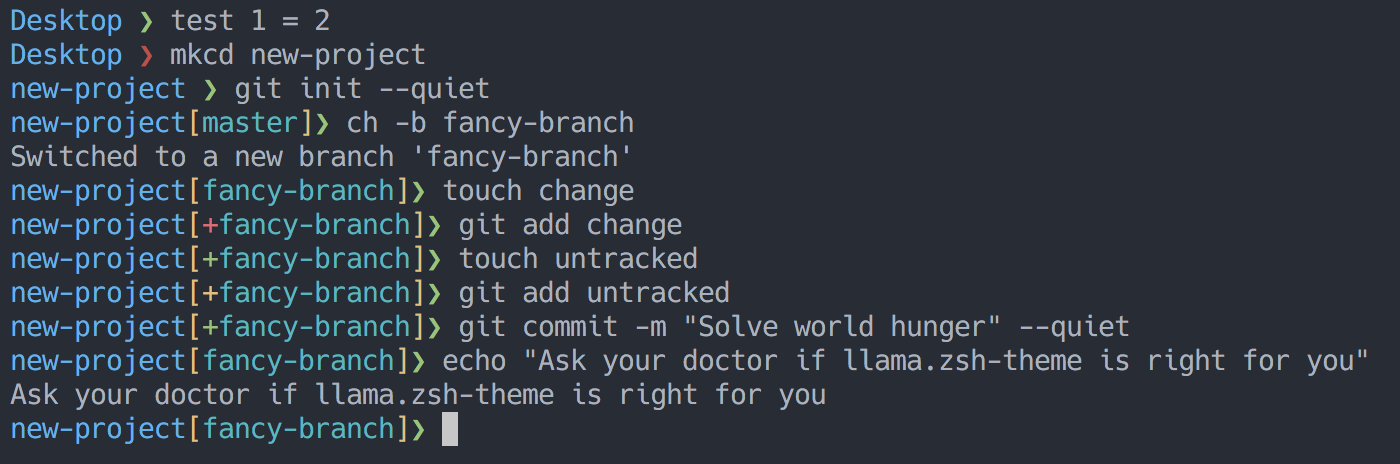 Desktop ❯ test 1 = 2
Desktop ❯ mkcd new-project
new-project ❯ git init --quiet
new-project[master]❯ ch -b fancy-branch
Switched to a new branch 'fancy-branch'
new-project[fancy-branch]❯ touch change
new-project[+fancy-branch]❯ git add change
new-project[+fancy-branch]❯ touch untracked
new-project[+fancy-branch]❯ git add untracked
new-project[+fancy-branch]❯ git commit -m "Solve world hunger" --quiet
new-project[fancy-branch]❯ echo "Ask your doctor if llama.zsh-theme is right for you"
Ask your doctor if llama.zsh-theme is right for you
new-project[fancy-branch]❯